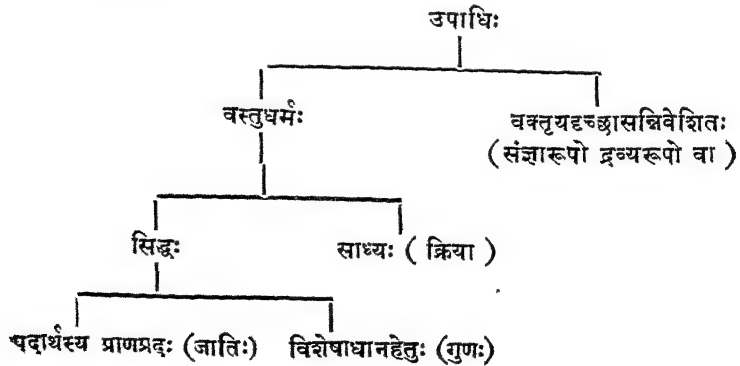 उपाधिः
वस्तुधर्मः
वक्तृयदृच्छासन्निवेशितः
(संज्ञारूपो द्रव्यरूपो वा)
सिद्धः
साध्यः (क्रिया)
पदार्थस्य प्राणप्रदः (जातिः)
विशेषाधानहेतुः (गुणः)